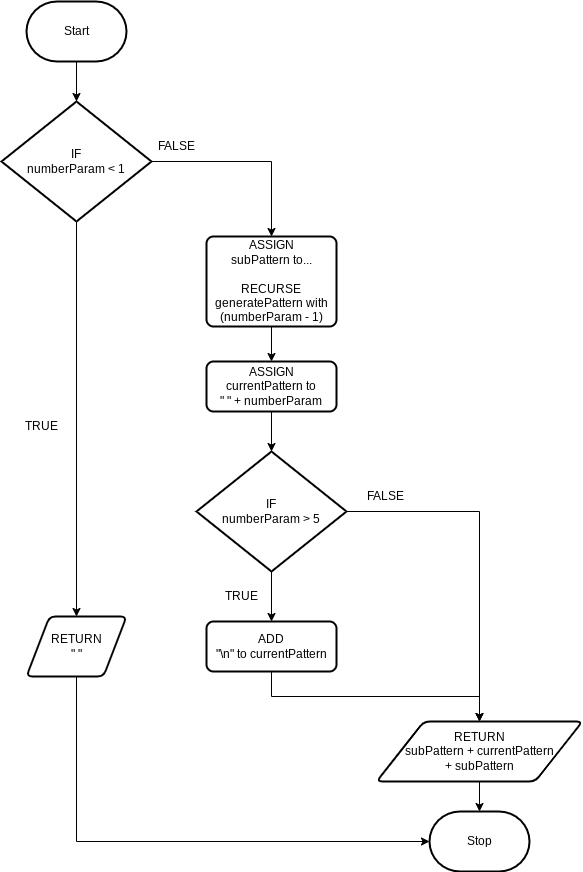 Start
IF
numberParam < 1
FALSE
ASSIGN
subPattern to...
RECURSE
generatePattern with
(numberParam - 1)
ASSIGN
currentPattern to
" " + numberParam
TRUE
IF
numberParam > 5
FALSE
TRUE
RETURN
" "
ADD
"\n" to currentPattern
RETURN
subPattern + currentPattern
+ subPattern
Stop